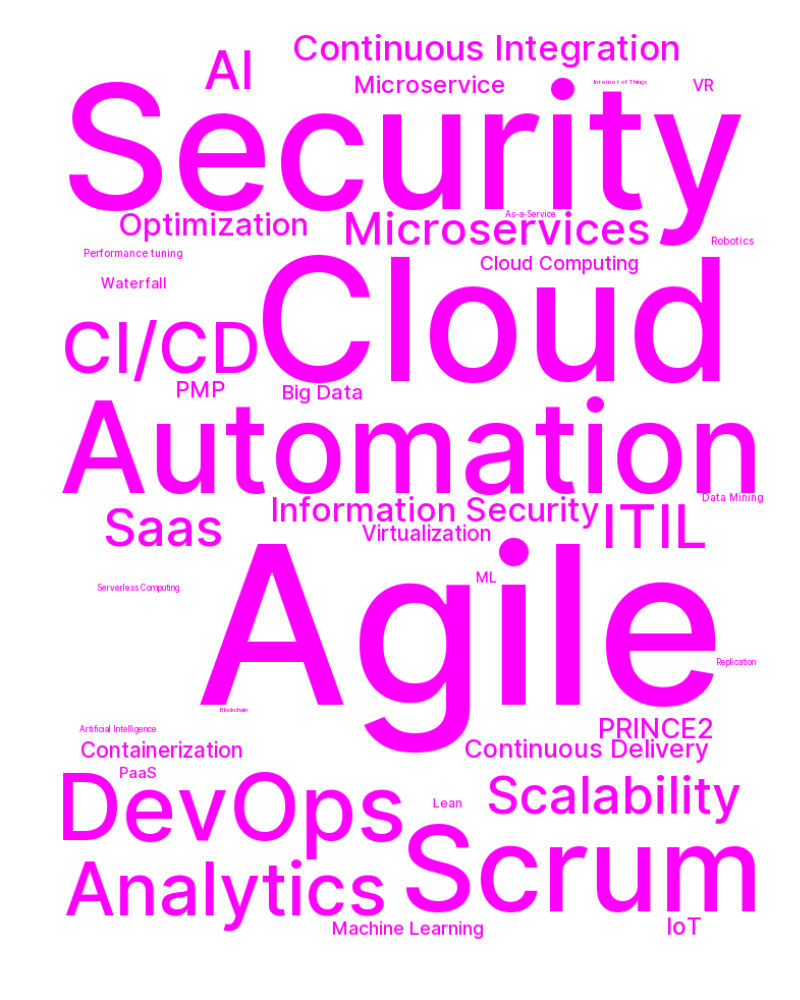 Continuous Integration
AI
Microservice
Internet of Things
VR
Security
As-a-Service
Optimization
Microservices
Robotics
Performance tuning
Cloud Computing
Waterfall
Cloud
CI/CD
PMP
Big Data
Automation
Data Mining
Information Security
Saas
ITIL
Virtualization
ML
Serverless Computing
Agile
Replication
Blockchain
Artificial Intelligence
PRINCE2
Containerization
Continuous Delivery
PaaS
DevOps
Lean
Scalability
Scrum
Analytics
Machine Learning
IoT